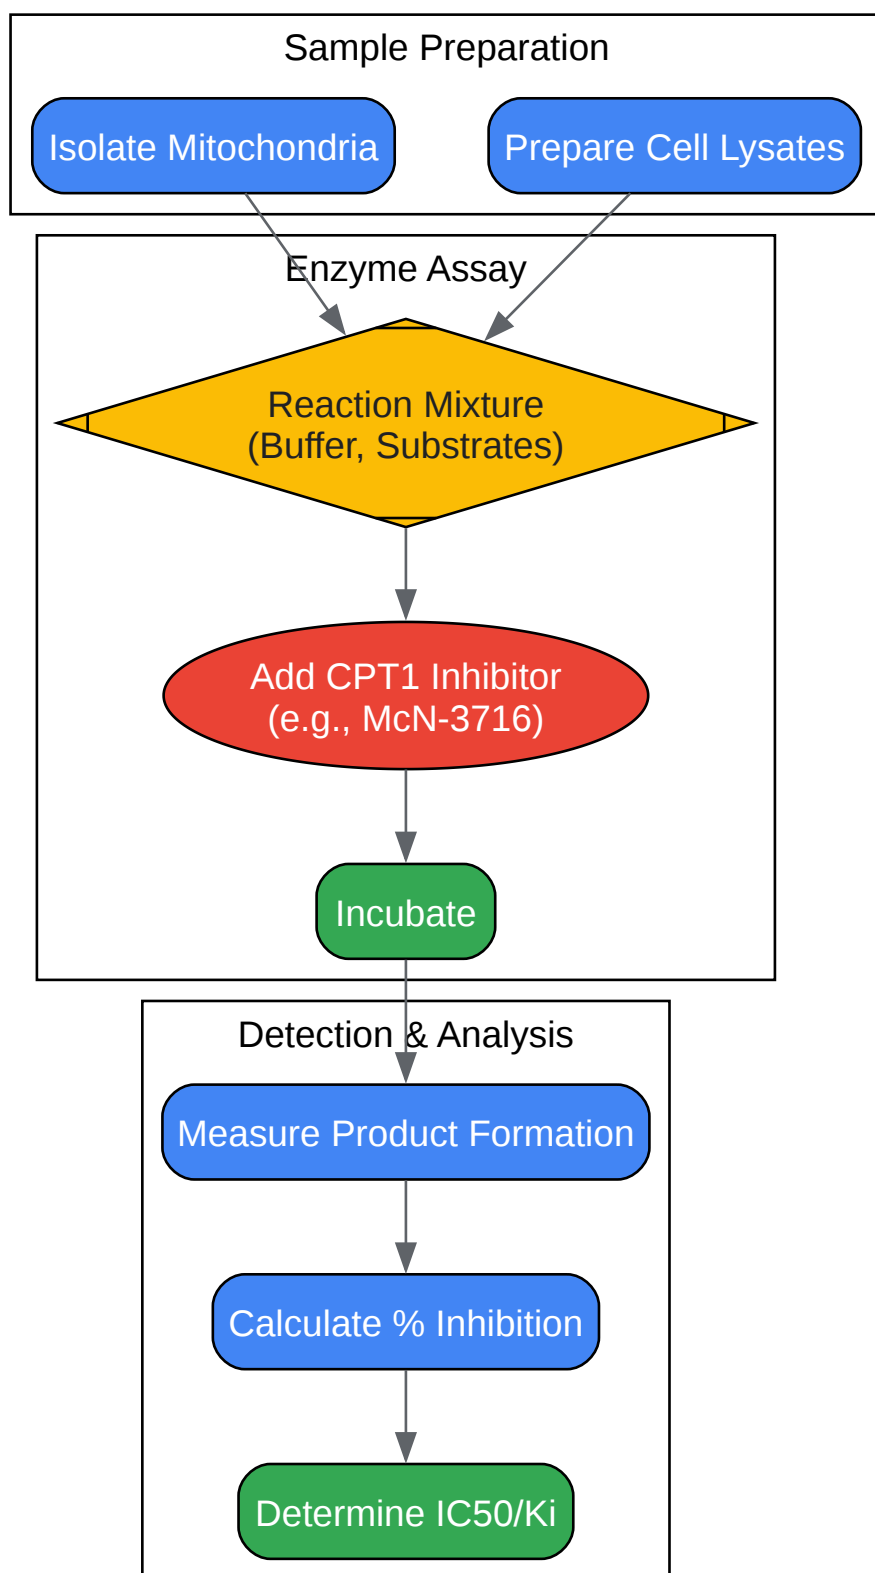 Sample Preparation
Isolate Mitochondria
Prepare Cell Lysates
Enzyme Assay
Reaction Mixture
(Buffer, Substrates)
Add CPT1 Inhibitor
(e.g., McN-3716)
Incubate
Detection & Analysis
Measure Product Formation
Calculate % Inhibition
Determine IC50/Ki